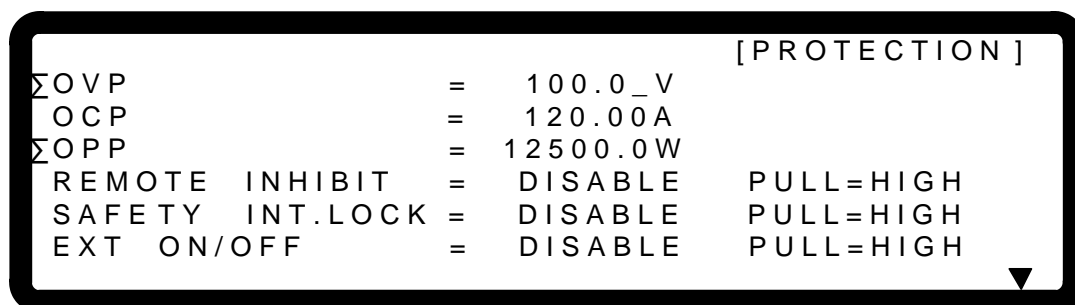 [PROTECTION]
∑OVP = 100.0_V
OCP = 120.00A
∑OPP = 12500.0W
REMOTE INHIBIT = DISABLE PULL=HIGH
SAFETY INT.LOCK = DISABLE PULL=HIGH
EXT ON/OFF = DISABLE PULL=HIGH
▼